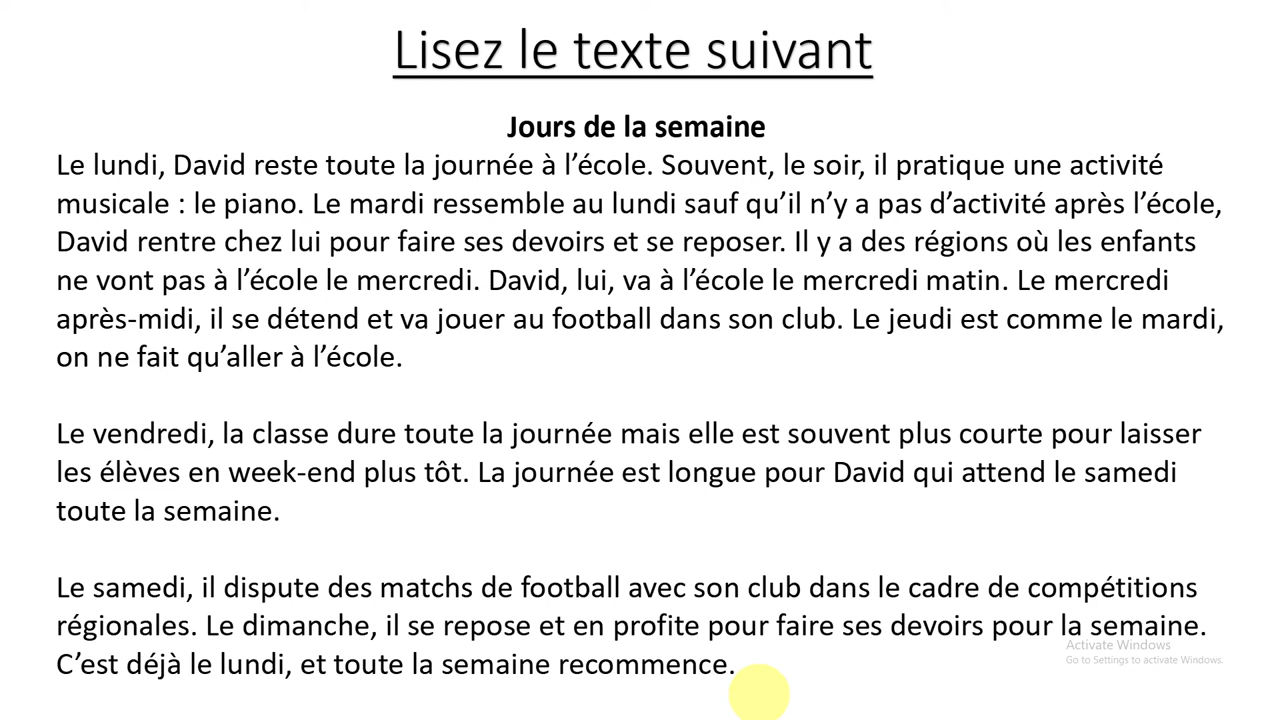 Lisez le texte suivant
Jours de la semaine
Le lundi, David reste toute la journée à l’école. Souvent, le soir, il pratique une activité
musicale : le piano. Le mardi ressemble au lundi sauf qu’il n’y a pas d’activité après l’école,
David rentre chez lui pour faire ses devoirs et se reposer. Il y a des régions où les enfants
ne vont pas à l’école le mercredi. David, lui, va à l’école le mercredi matin. Le mercredi
après-midi, il se détend et va jouer au football dans son club. Le jeudi est comme le mardi,
on ne fait qu’aller à l’école.
Le vendredi, la classe dure toute la journée mais elle est souvent plus courte pour laisser
les élèves en week-end plus tôt. La journée est longue pour David qui attend le samedi
toute la semaine.
Le samedi, il dispute des matchs de football avec son club dans le cadre de compétitions
régionales. Le dimanche, il se repose et en profite pour faire ses devoirs pour la semaine.
C’est déjà le lundi, et toute la semaine recommence.
Activate Windows
Go to Settings to activate Windows.